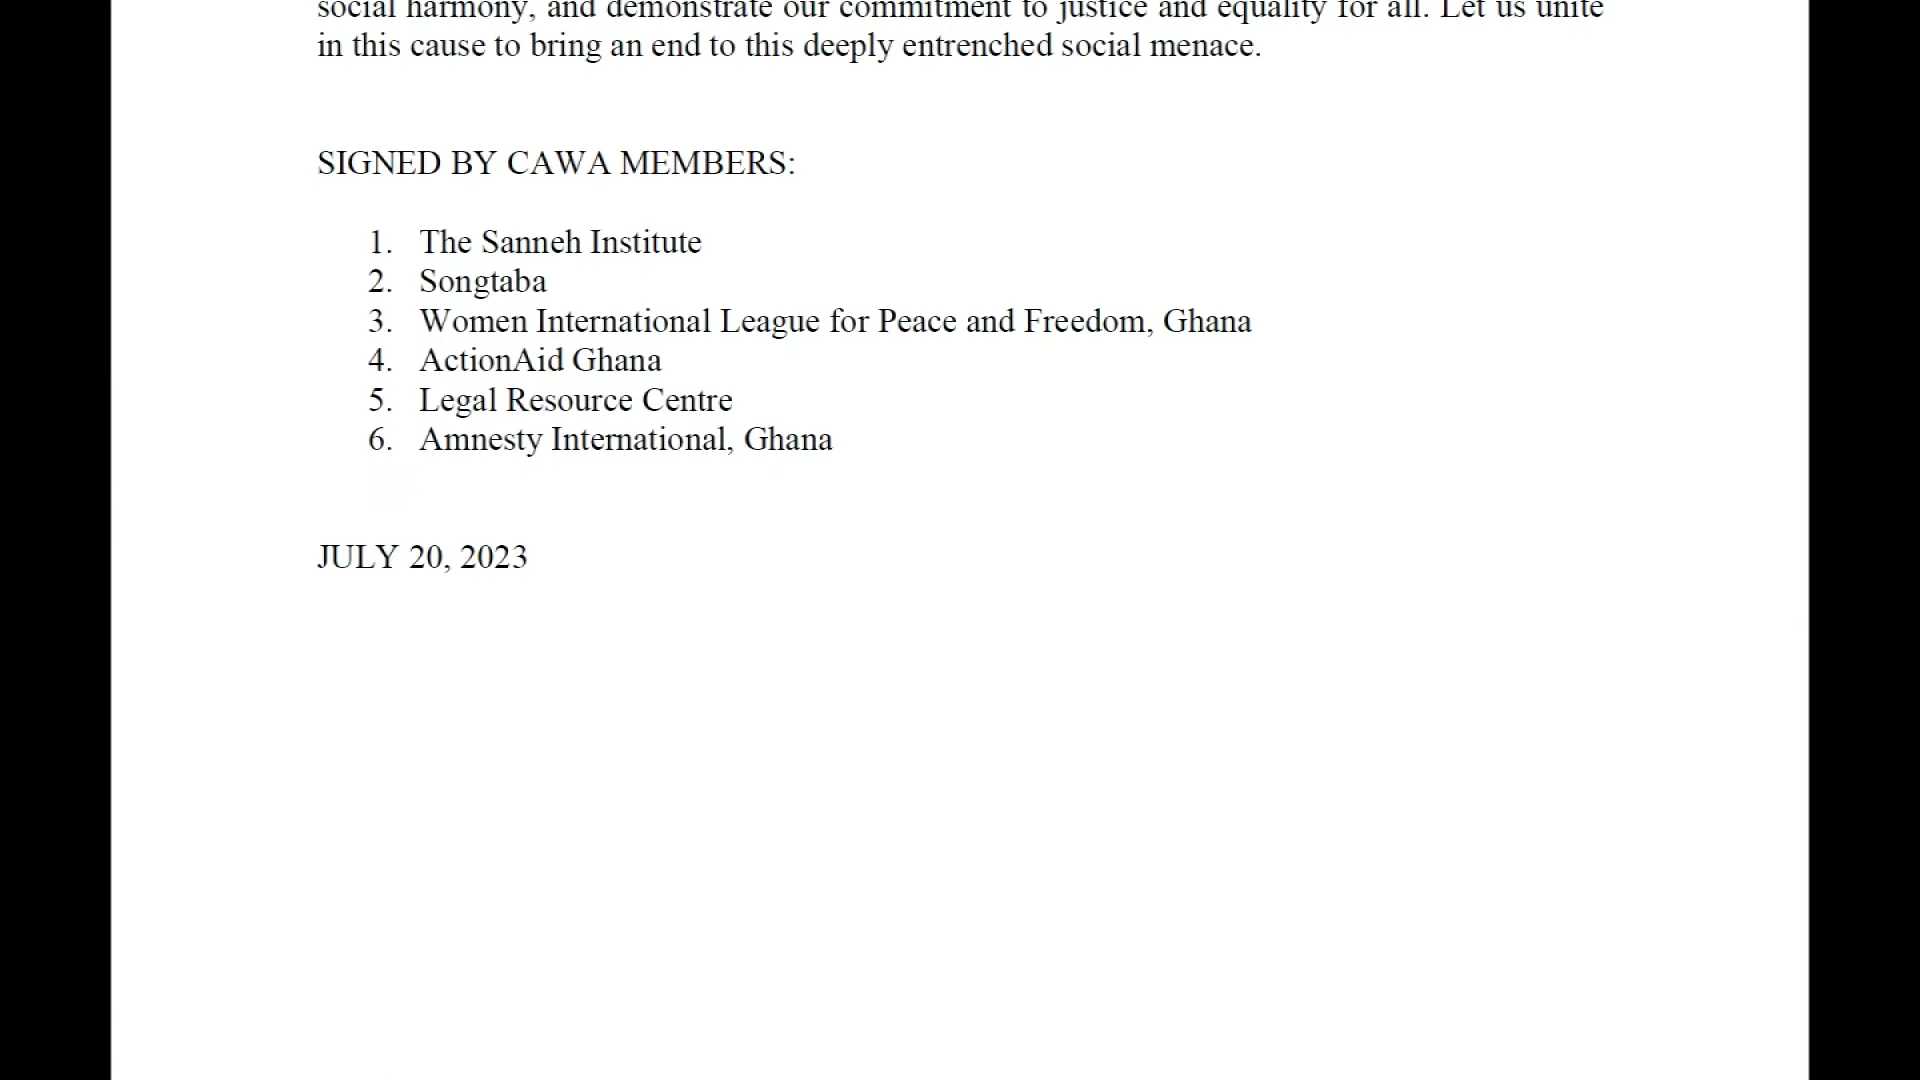 social harmony, and demonstrate our commitment to justice and equality for all. Let us unite
in this cause to bring an end to this deeply entrenched social menace.
SIGNED BY CAWA MEMBERS:
1. The Sanneh Institute
2. Songtaba
3. Women International League for Peace and Freedom, Ghana
4. ActionAid Ghana
5. Legal Resource Centre
6. Amnesty International, Ghana
JULY 20, 2023